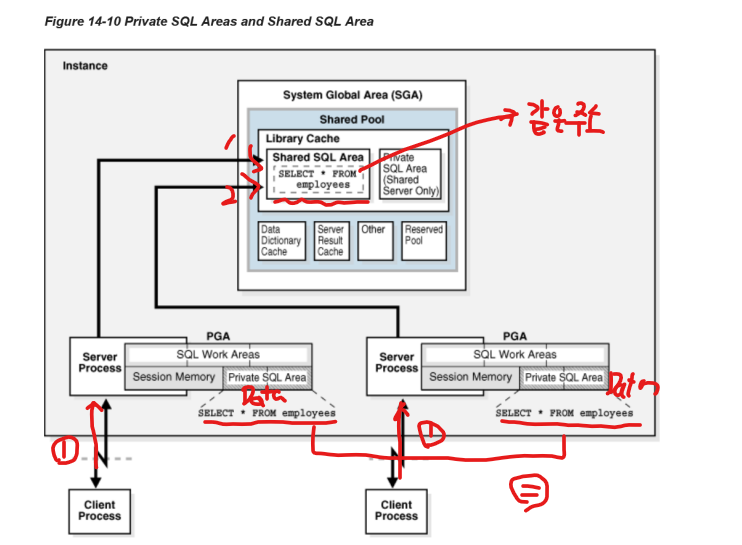 Figure 14-10 Private SQL Areas and Shared SQL Area
Instance
System Global Area (SGA)
Shared Pool
Library Cache
Shared SQL Area
SELECT * FROM
employees
Private
SQL Area
(Shared
Server Only)
같은 주소
1
2
Data
Dictionary
Cache
Server
Result
Cache
Other
Reserved
Pool
PGA
Server
Process
SQL Work Areas
Session Memory
Private SQL Area
Data
SELECT * FROM employees
PGA
Server
Process
SQL Work Areas
Session Memory
Private SQL Area
Data
SELECT * FROM employees
①
①
Client
Process
Client
Process